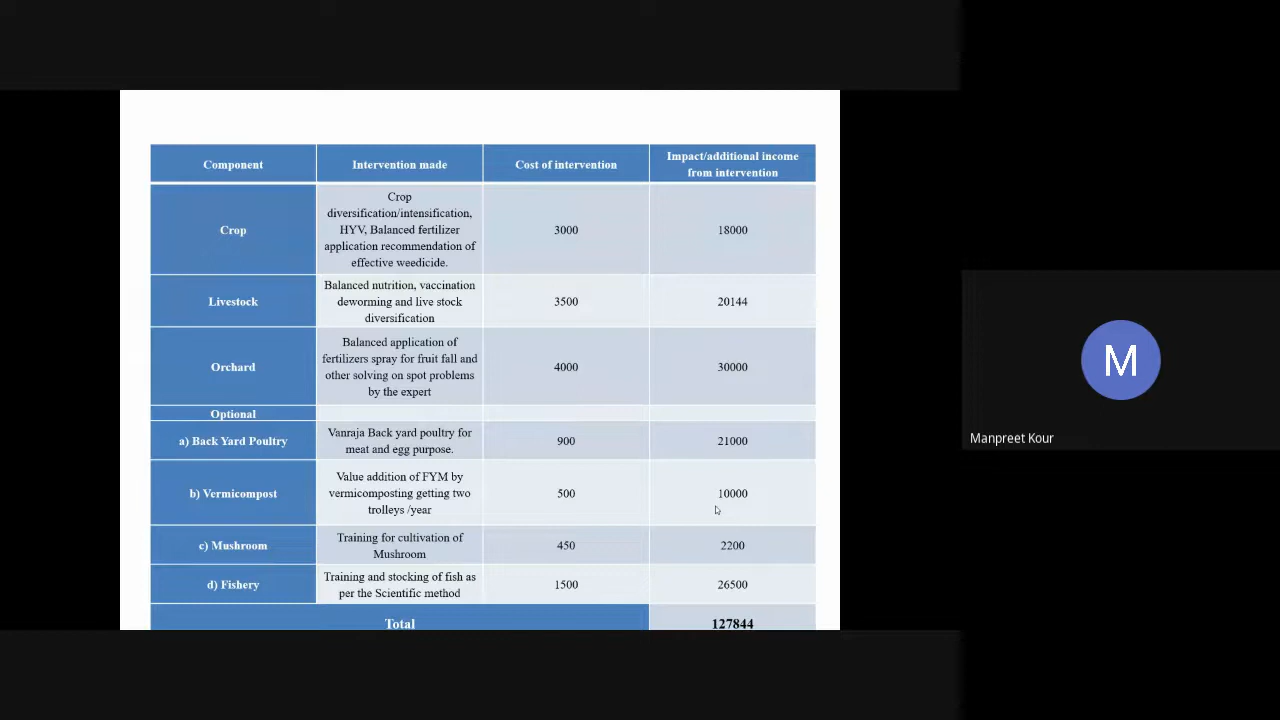 Component
Intervention made
Cost of intervention
Impact/additional income
from intervention
Crop
Crop
diversification/intensification,
HYV, Balanced fertilizer
application recommendation of
effective weedicide.
3000
18000
Livestock
Balanced nutrition, vaccination
deworming and live stock
diversification
3500
20144
Orchard
Balanced application of
fertilizers spray for fruit fall and
other solving on spot problems
by the expert
4000
30000
Optional
a) Back Yard Poultry
Vanraja Back yard poultry for
meat and egg purpose.
900
21000
b) Vermicompost
Value addition of FYM by
vermicomposting getting two
trolleys /year
500
10000
c) Mushroom
Training for cultivation of
Mushroom
450
2200
d) Fishery
Training and stocking of fish as
per the Scientific method
1500
26500
Total
127844
M
Manpreet Kour